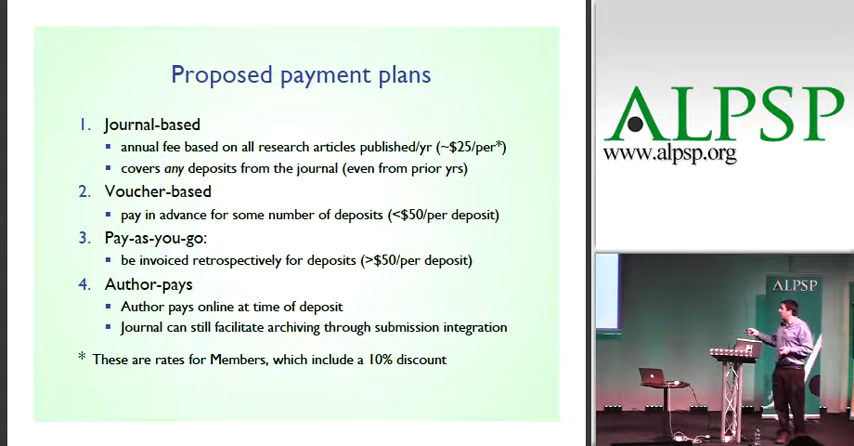 Proposed payment plans
1. Journal-based
▪ annual fee based on all research articles published/yr (~$25/per*)
▪ covers any deposits from the journal (even from prior yrs)
2. Voucher-based
▪ pay in advance for some number of deposits (<$50/per deposit)
3. Pay-as-you-go:
▪ be invoiced retrospectively for deposits (>$50/per deposit)
4. Author-pays
▪ Author pays online at time of deposit
▪ Journal can still facilitate archiving through submission integration
* These are rates for Members, which include a 10% discount
ALPSP
www.alpsp.org
ALPSP